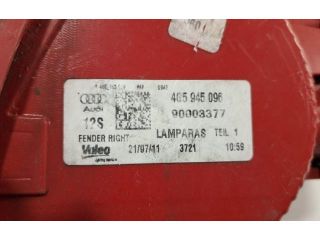 4G5 945 096
Audi
90003377
12S
FENDER RIGHT
LAMPARAS TEIL 1
Valeo
21/07/11 3721 10:59